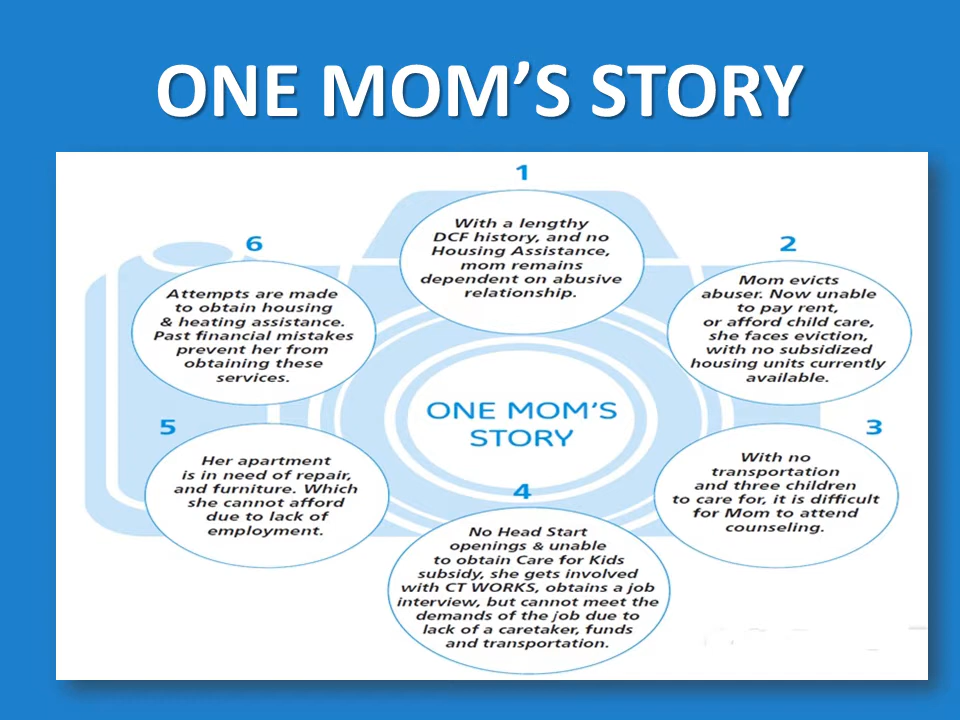 ONE MOM’S STORY
1
With a lengthy
DCF history, and no
Housing Assistance,
mom remains
dependent on abusive
relationship.
2
Mom evicts
abuser. Now unable
to pay rent,
or afford child care,
she faces eviction,
with no subsidized
housing units currently
available.
3
With no
transportation
and three children
to care for, it is difficult
for Mom to attend
counseling.
4
No Head Start
openings & unable
to obtain Care for Kids
subsidy, she gets involved
with CT WORKS, obtains a job
interview, but cannot meet the
demands of the job due to
lack of a caretaker, funds
and transportation.
5
Her apartment
is in need of repair,
and furniture. Which
she cannot afford
due to lack of
employment.
6
Attempts are made
to obtain housing
& heating assistance.
Past financial mistakes
prevent her from
obtaining these
services.
ONE MOM’S
STORY